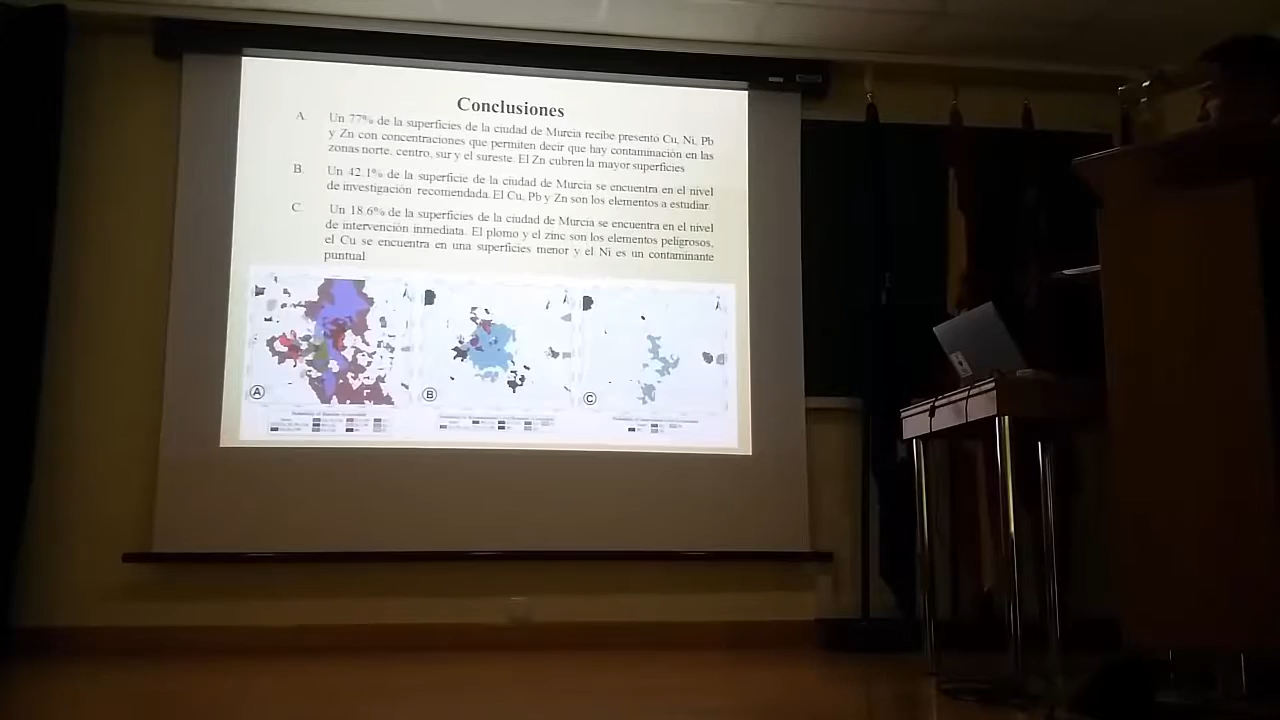 Conclusiones
A. Un 77% de la superficies de la ciudad de Murcia recibe presentó Cu, Ni, Pb
y Zn con concentraciones que permiten decir que hay contaminación en las
zonas norte, centro, sur y el sureste. El Zn cubren la mayor superficies
B. Un 42.1% de la superficie de la ciudad de Murcia se encuentra en el nivel
de investigación recomendada. El Cu, Pb y Zn son los elementos a estudiar.
C. Un 18.6% de la superficies de la ciudad de Murcia se encuentra en el nivel
de intervención inmediata. El plomo y el zinc son los elementos peligrosos,
el Cu se encuentra en una superficies menor y el Ni es un contaminante
puntual
A
B
C